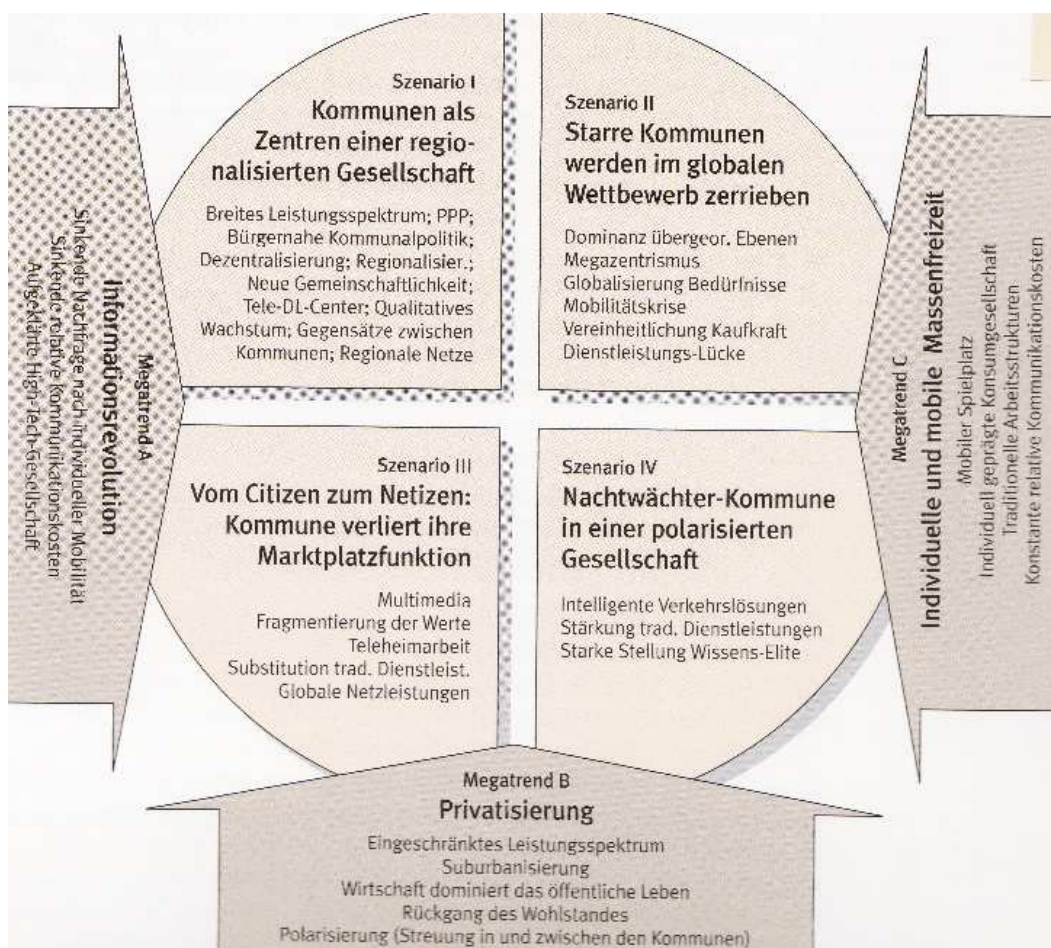 Szenario I
Kommunen als
Zentren einer regio-
nalisierten Gesellschaft
Breites Leistungsspektrum; PPP;
Bürgernahe Kommunalpolitik;
Dezentralisierung; Regionalisier.;
Neue Gemeinschaftlichkeit;
Tele-DL-Center; Qualitatives
Wachstum; Gegensätze zwischen
Kommunen; Regionale Netze
Szenario II
Starre Kommunen
werden im globalen
Wettbewerb zerrieben
Dominanz übergeor. Ebenen
Megazentrismus
Globalisierung Bedürfnisse
Mobilitätskrise
Vereinheitlichung Kaufkraft
Dienstleistungs-Lücke
Szenario III
Vom Citizen zum Netizen:
Kommune verliert ihre
Marktplatzfunktion
Multimedia
Fragmentierung der Werte
Teleheimarbeit
Substitution trad. Dienstleist.
Globale Netzleistungen
Szenario IV
Nachtwächter-Kommune
in einer polarisierten
Gesellschaft
Intelligente Verkehrslösungen
Stärkung trad. Dienstleistungen
Starke Stellung Wissens-Elite
Megatrend A
Informationsrevolution
Sinkende Nachfrage nach individueller Mobilität
Sinkende relative Kommunikationskosten
Aufgeklärte High-Tech-Gesellschaft
Megatrend C
Individuelle und mobile Massenfreizeit
Mobiler Spielplatz
Individuell geprägte Konsumgesellschaft
Traditionelle Arbeitsstrukturen
Konstante relative Kommunikationskosten
Megatrend B
Privatisierung
Eingeschränktes Leistungsspektrum
Suburbanisierung
Wirtschaft dominiert das öffentliche Leben
Rückgang des Wohlstandes
Polarisierung (Streuung in und zwischen den Kommunen)